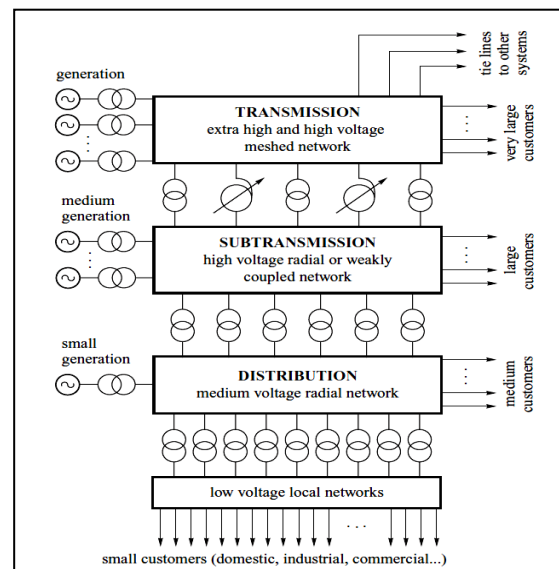 generation
tie lines
to other
systems
TRANSMISSION
extra high and high voltage
meshed network
very large
customers
medium
generation
SUBTRANSMISSION
high voltage radial or weakly
coupled network
large
customers
small
generation
DISTRIBUTION
medium voltage radial network
medium
customers
low voltage local networks
small customers (domestic, industrial, commercial...)